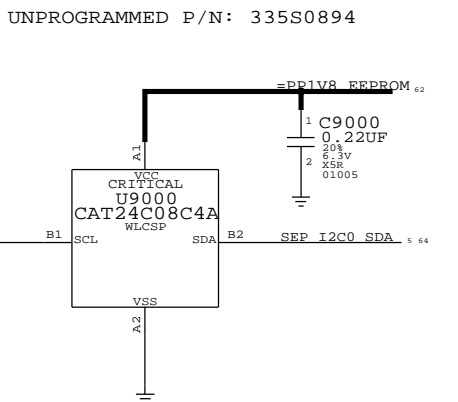 UNPROGRAMMED P/N: 335S0894
=PP1V8_EEPROM 62
1 C9000
0.22UF
20%
6.3V
2 X5R
01005
A1
VCC
CRITICAL
U9000
CAT24C08C4A
WLCSP
B1 SCL SDA B2 SEP_I2C0_SDA 5 64
VSS
A2